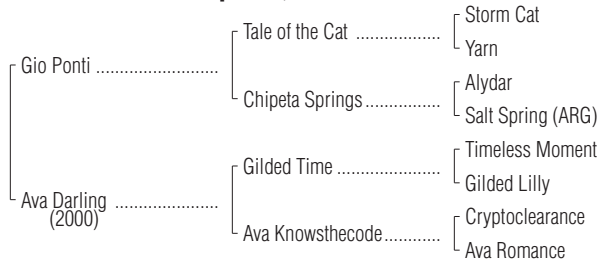 Storm Cat
Tale of the Cat ..................
Yarn
Gio Ponti ..........................
Alydar
Chipeta Springs................
Salt Spring (ARG)
Timeless Moment
Gilded Time ......................
Gilded Lilly
Ava Darling ......................
(2000)
Cryptoclearance
Ava Knowsthecode............
Ava Romance